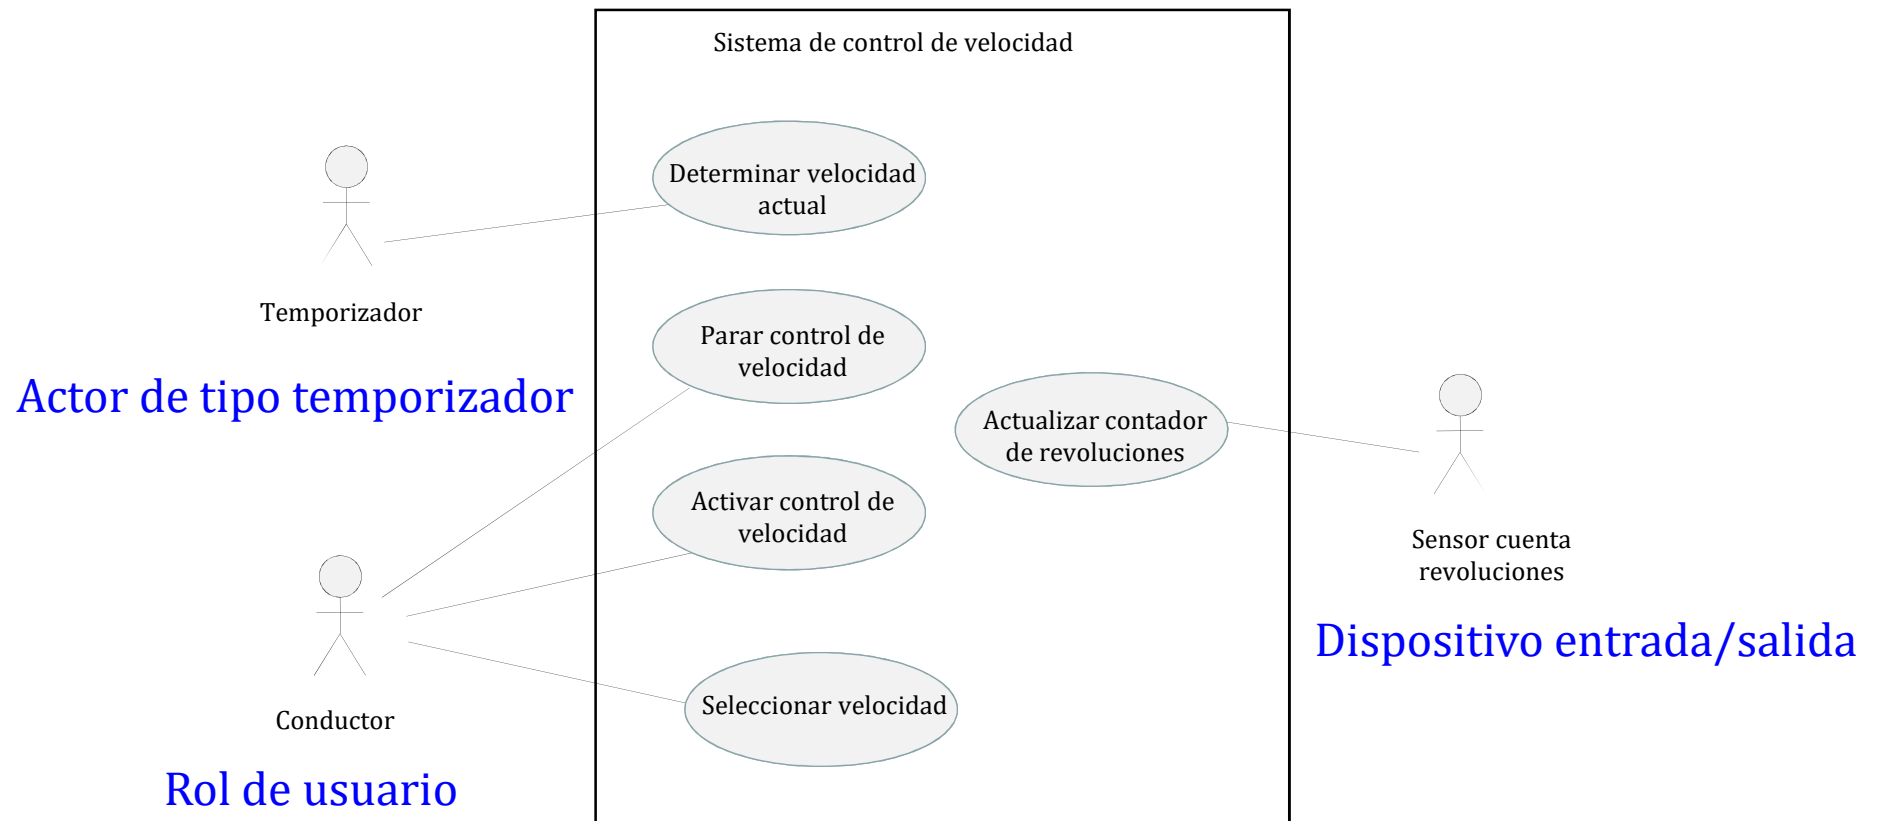 Sistema de control de velocidad
Determinar velocidad
actual
Temporizador
Actor de tipo temporizador
Parar control de
velocidad
Actualizar contador
de revoluciones
Activar control de
velocidad
Sensor cuenta
revoluciones
Dispositivo entrada/salida
Seleccionar velocidad
Conductor
Rol de usuario